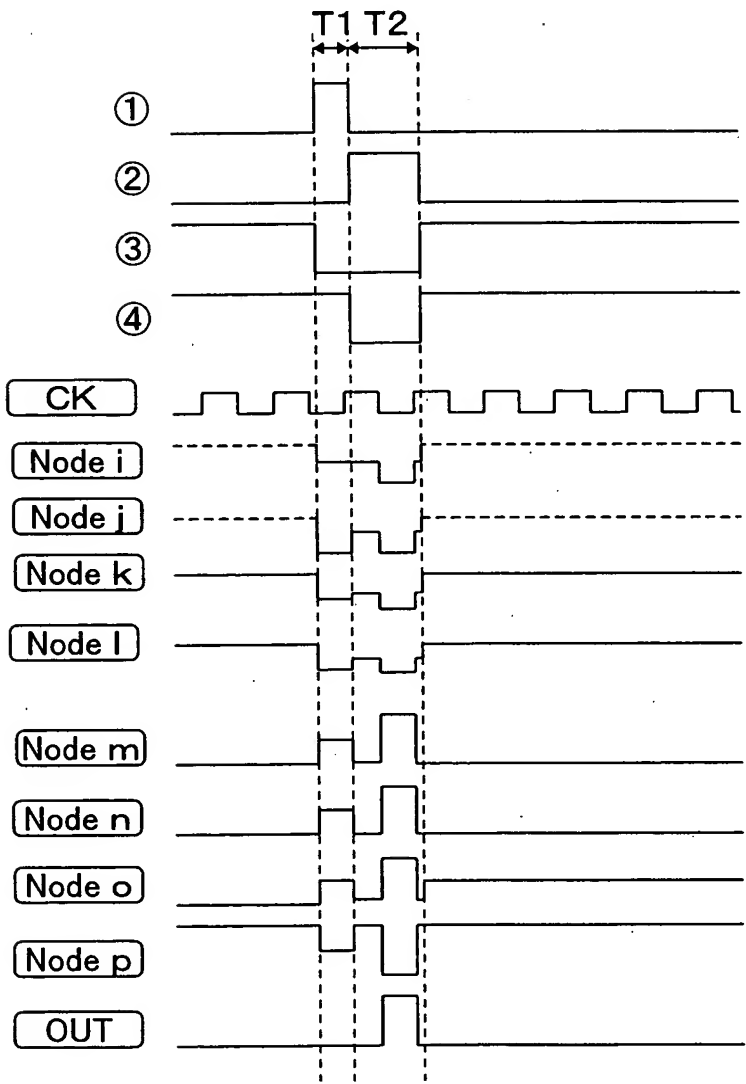 T1 T2
①
②
③
④
CK
Node i
Node j
Node k
Node l
Node m
Node n
Node o
Node p
OUT